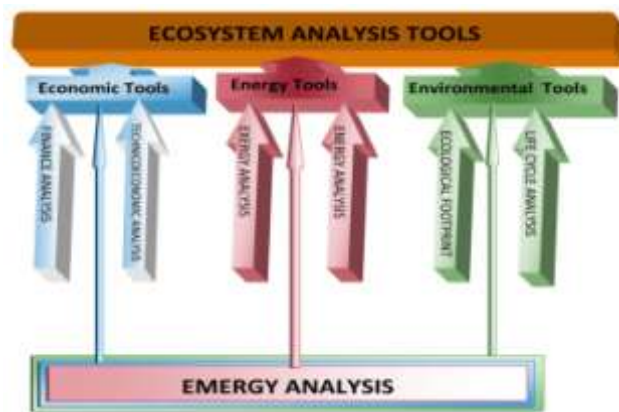 ECOSYSTEM ANALYSIS TOOLS
Economic Tools
Energy Tools
Environmental Tools
FINANCE ANALYSIS
TECHNOECONOMIC ANALYSIS
EXERGY ANALYSIS
ENERGY ANALYSIS
ECOLOGICAL FOOTPRINT
LIFE CYCLE ANALYSIS
EMERGY ANALYSIS